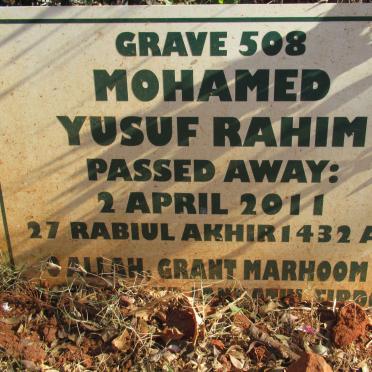 GRAVE 508
MOHAMED
YUSUF RAHIM
PASSED AWAY:
2 APRIL 2011
27 RABIUL AKHIR 1432 A
O ALLAH, GRANT MARHOOM